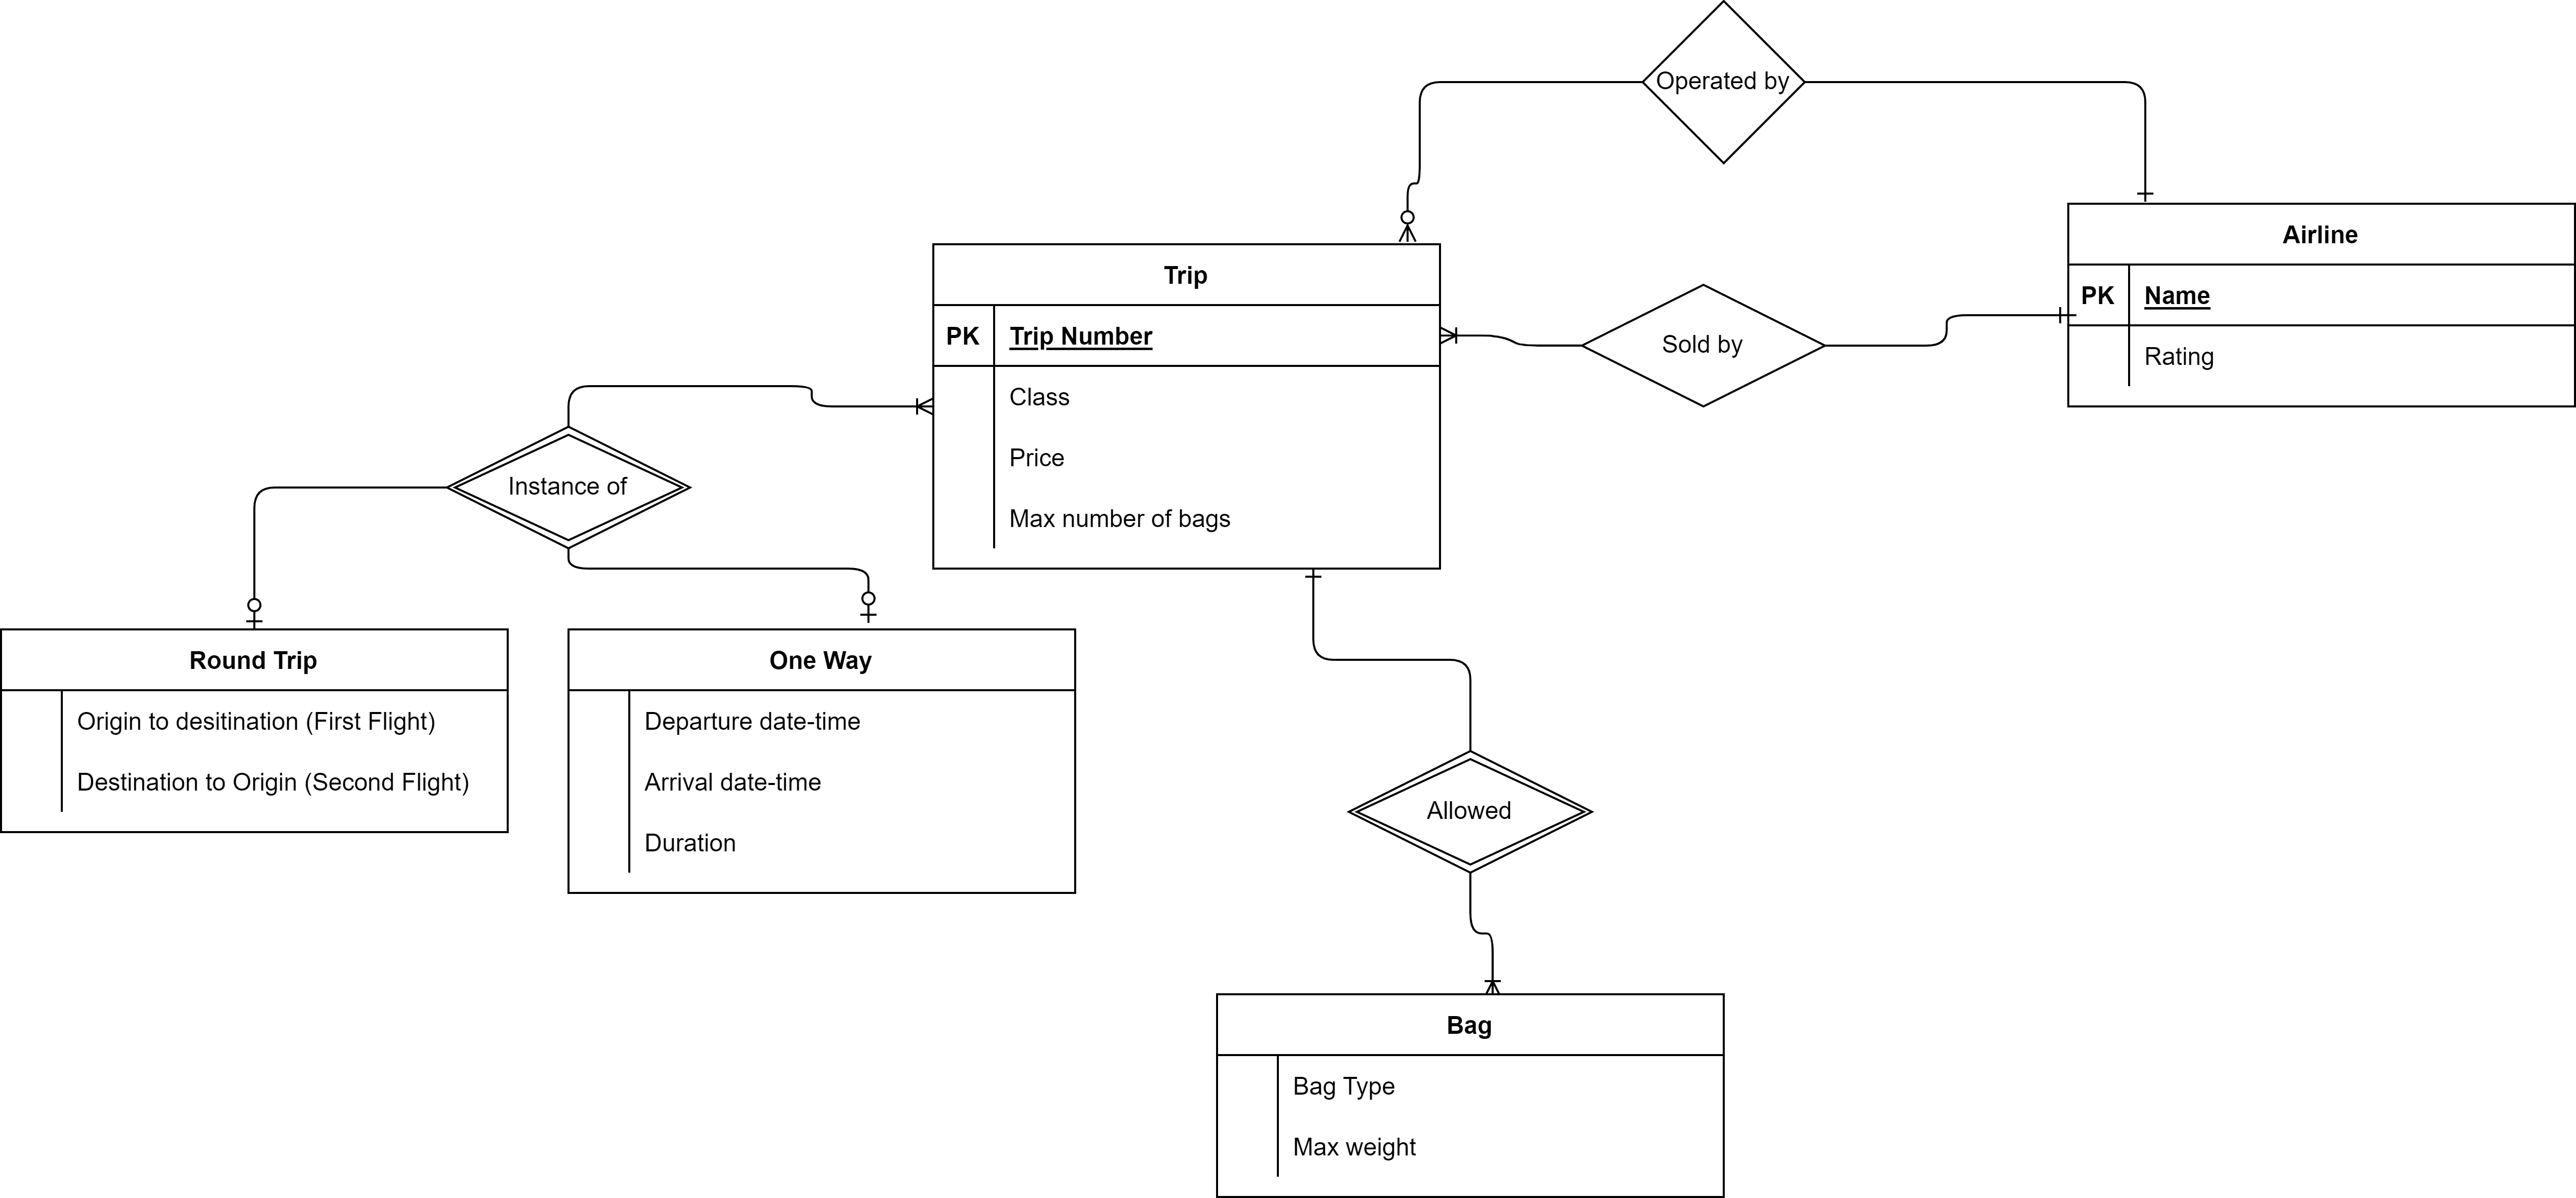 Operated by
Airline
PK Name
Rating
Trip
PK Trip Number
Class
Price
Max number of bags
Sold by
Instance of
Round Trip
Origin to desitination (First Flight)
Destination to Origin (Second Flight)
One Way
Departure date-time
Arrival date-time
Duration
Allowed
Bag
Bag Type
Max weight